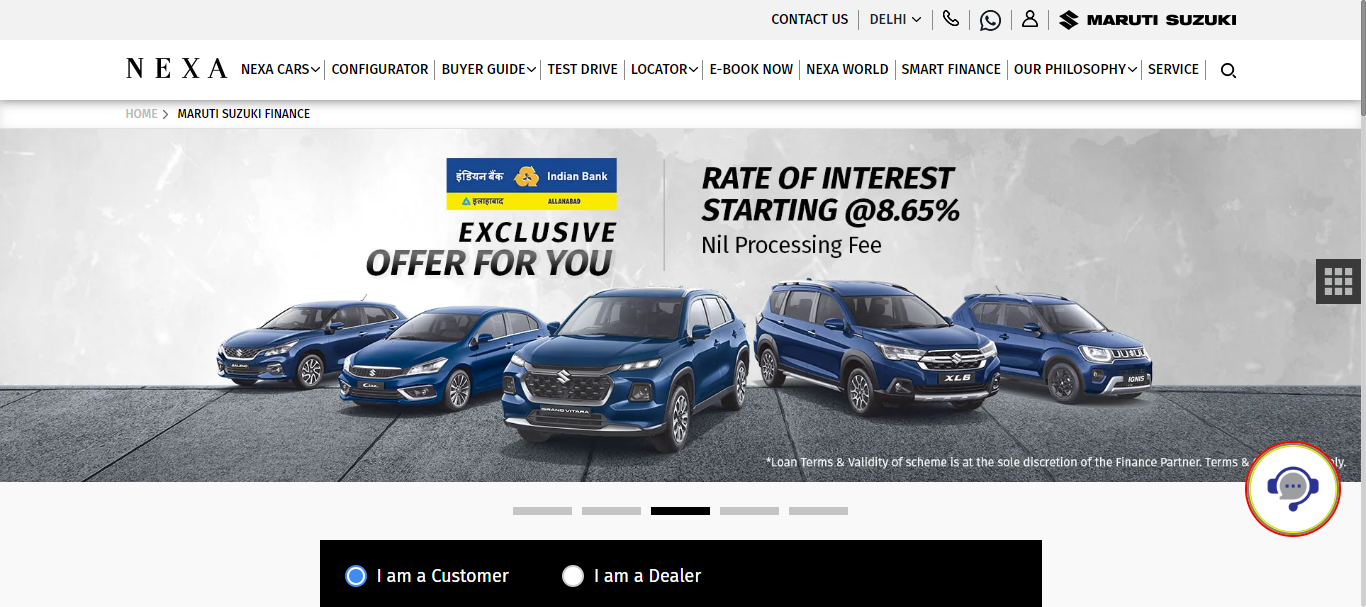 CONTACT US
DELHI
MARUTI SUZUKI
NEXA
NEXA CARS
CONFIGURATOR
BUYER GUIDE
TEST DRIVE
LOCATOR
E-BOOK NOW
NEXA WORLD
SMART FINANCE
OUR PHILOSOPHY
SERVICE
HOME
MARUTI SUZUKI FINANCE
इंडियन बैंक Indian Bank
इलाहाबाद ALLAHABAD
EXCLUSIVE
OFFER FOR YOU
RATE OF INTEREST
STARTING @8.65%
Nil Processing Fee
BALENO
Ciaz
GRAND VITARA
XL6
IGNIS
*Loan Terms & Validity of scheme is at the sole discretion of the Finance Partner. Terms &
I am a Customer
I am a Dealer